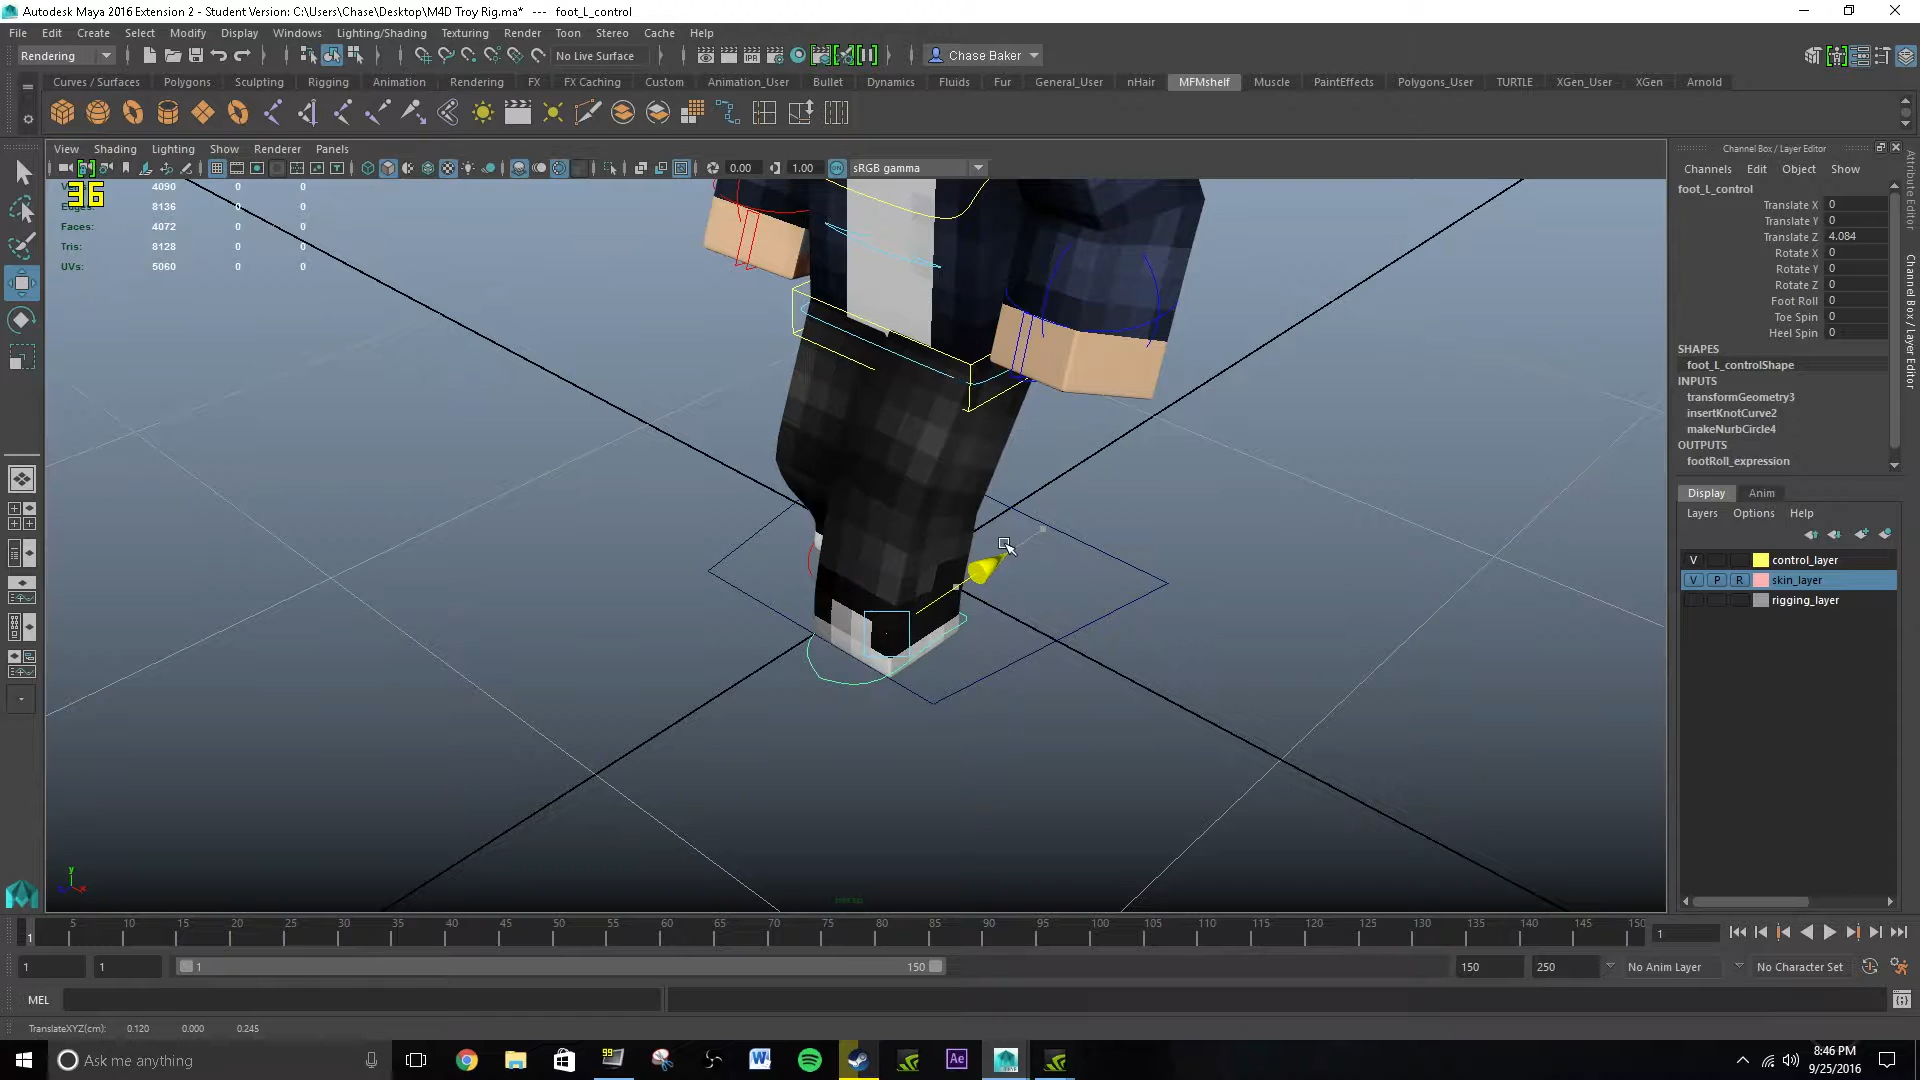 Autodesk Maya 2016 Extension 2 - Student Version: C:\Users\Chase\Desktop\M4D Troy Rig.ma* --- foot_L_control
File Edit Create Select Modify Display Windows Lighting/Shading Texturing Render Toon Stereo Cache Help
Rendering No Live Surface Chase Baker
Curves / Surfaces Polygons Sculpting Rigging Animation Rendering FX FX Caching Custom Animation_User Bullet Dynamics Fluids Fur General_User nHair MFMshelf Muscle PaintEffects Polygons_User TURTLE XGen_User XGen Arnold
View Shading Lighting Show Renderer Panels
0.00 1.00 sRGB gamma
36
4090 0 0
8136 0 0
Faces: 4072 0 0
Tris: 8128 0 0
UVs: 5060 0 0
Channel Box / Layer Editor
Channels Edit Object Show
foot_L_control
Translate X 0
Translate Y 0
Translate Z 4.084
Rotate X 0
Rotate Y 0
Rotate Z 0
Foot Roll 0
Toe Spin 0
Heel Spin 0
SHAPES
foot_L_controlShape
INPUTS
transformGeometry3
insertKnotCurve2
makeNurbCircle4
OUTPUTS
footRoll_expression
Display Anim
Layers Options Help
V control_layer
V P R skin_layer
rigging_layer
Attribute Editor
Channel Box / Layer Editor
y
persp
1 5 10 15 20 25 30 35 40 45 50 55 60 65 70 75 80 85 90 95 100 105 110 115 120 125 130 135 140 145 150 1
1 1 1 150 150 250 No Anim Layer No Character Set
MEL
TranslateXYZ(cm): 0.120 0.000 0.245
Ask me anything
99
W
Ae
8:46 PM
9/25/2016